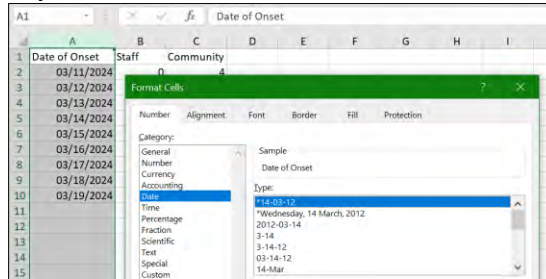 A1 fx Date of Onset
A B C D E F G H I
1 Date of Onset Staff Community
2 03/11/2024 0 4
3 03/12/2024
4 03/13/2024
5 03/14/2024
6 03/15/2024
7 03/16/2024
8 03/17/2024
9 03/18/2024
10 03/19/2024
11
12
13
14
15
Format Cells ? ×
Number Alignment Font Border Fill Protection
Category:
General
Number
Currency
Accounting
Date
Time
Percentage
Fraction
Scientific
Text
Special
Custom
Sample
Date of Onset
Type:
*14-03-12
*Wednesday, 14 March, 2012
2012-03-14
3-14
3-14-12
03-14-12
14-Mar